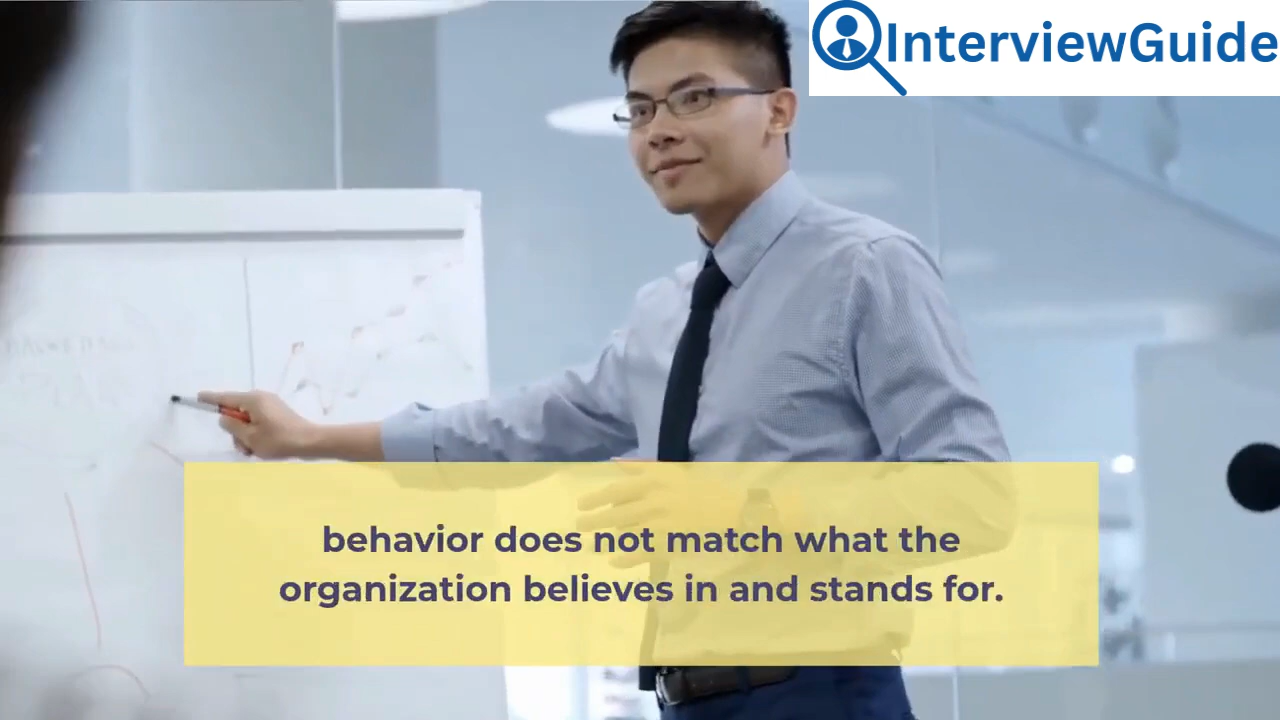 InterviewGuide
behavior does not match what the
organization believes in and stands for.